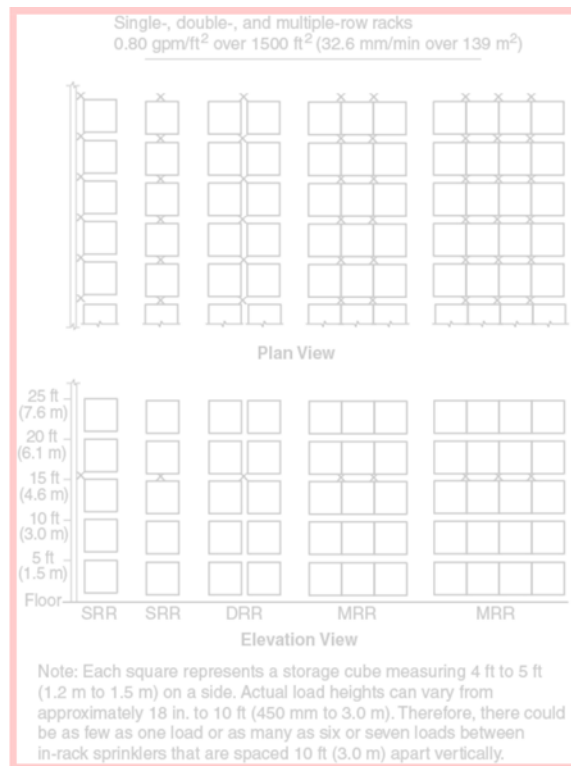 Single-, double-, and multiple-row racks
0.80 gpm/ft² over 1500 ft² (32.6 mm/min over 139 m²)
Plan View
25 ft
(7.6 m)
20 ft
(6.1 m)
15 ft
(4.6 m)
10 ft
(3.0 m)
5 ft
(1.5 m)
Floor
SRR SRR DRR MRR MRR
Elevation View
Note: Each square represents a storage cube measuring 4 ft to 5 ft
(1.2 m to 1.5 m) on a side. Actual load heights can vary from
approximately 18 in. to 10 ft (450 mm to 3.0 m). Therefore, there could
be as few as one load or as many as six or seven loads between
in-rack sprinklers that are spaced 10 ft (3.0 m) apart vertically.